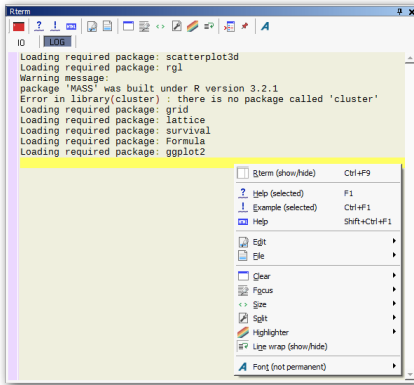 Rterm
IO LOG
Loading required package: scatterplot3d
Loading required package: rgl
Warning message:
package 'MASS' was built under R version 3.2.1
Error in library(cluster) : there is no package called 'cluster'
Loading required package: grid
Loading required package: lattice
Loading required package: survival
Loading required package: Formula
Loading required package: ggplot2
Rterm (show/hide) Ctrl+F9
Help (selected) F1
Example (selected) Ctrl+F1
Help Shift+Ctrl+F1
Edit
File
Clear
Focus
Size
Split
Highlighter
Line wrap (show/hide)
Font (not permanent)